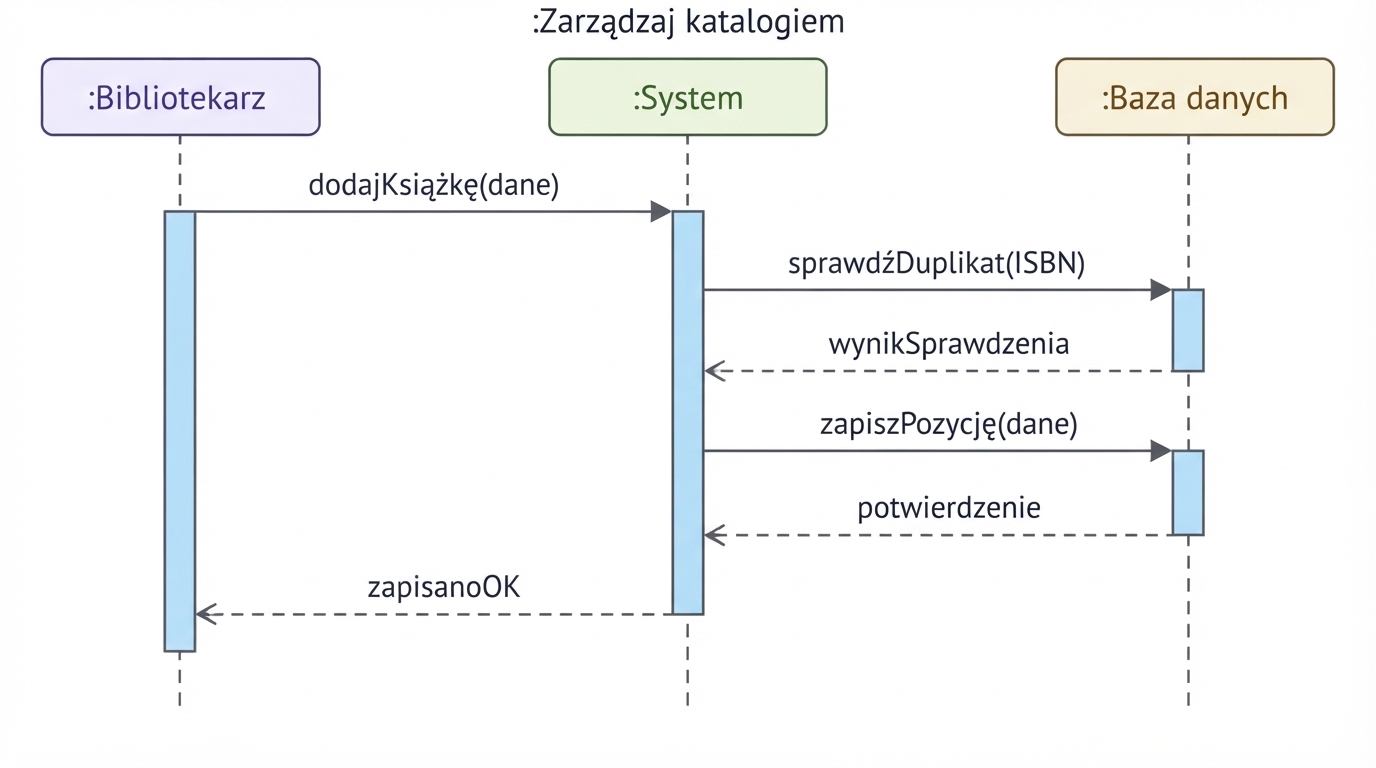 :Zarządzaj katalogiem
:Bibliotekarz
:System
:Baza danych
dodajKsiążkę(dane)
sprawdźDuplikat(ISBN)
wynikSprawdzenia
zapiszPozycję(dane)
potwierdzenie
zapisanoOK